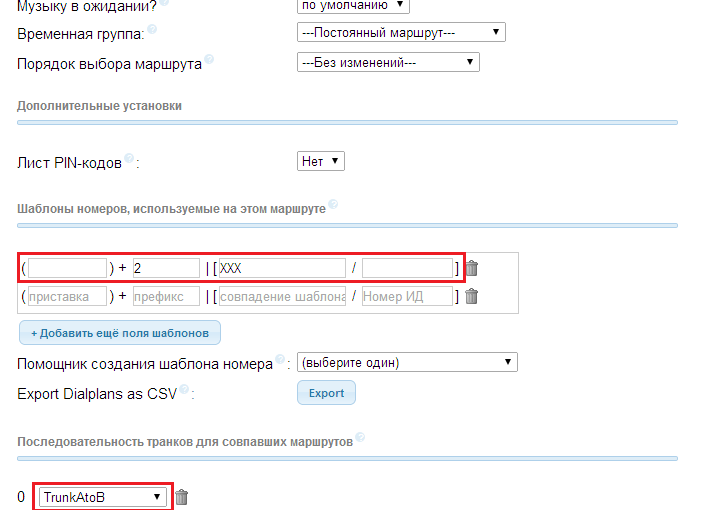 Музыку в ожидании? по умолчанию
Временная группа: ---Постоянный маршрут---
Порядок выбора маршрута ---Без изменений---
Дополнительные установки
Лист PIN-кодов : Нет
Шаблоны номеров, используемые на этом маршруте
( ) + 2 | [ XXX / ]
( приставка ) + префикс | [ совпадение шаблона / Номер ИД ]
+ Добавить ещё поля шаблонов
Помощник создания шаблона номера : (выберите один)
Export Dialplans as CSV : Export
Последовательность транков для совпавших маршрутов
0 TrunkAtoB